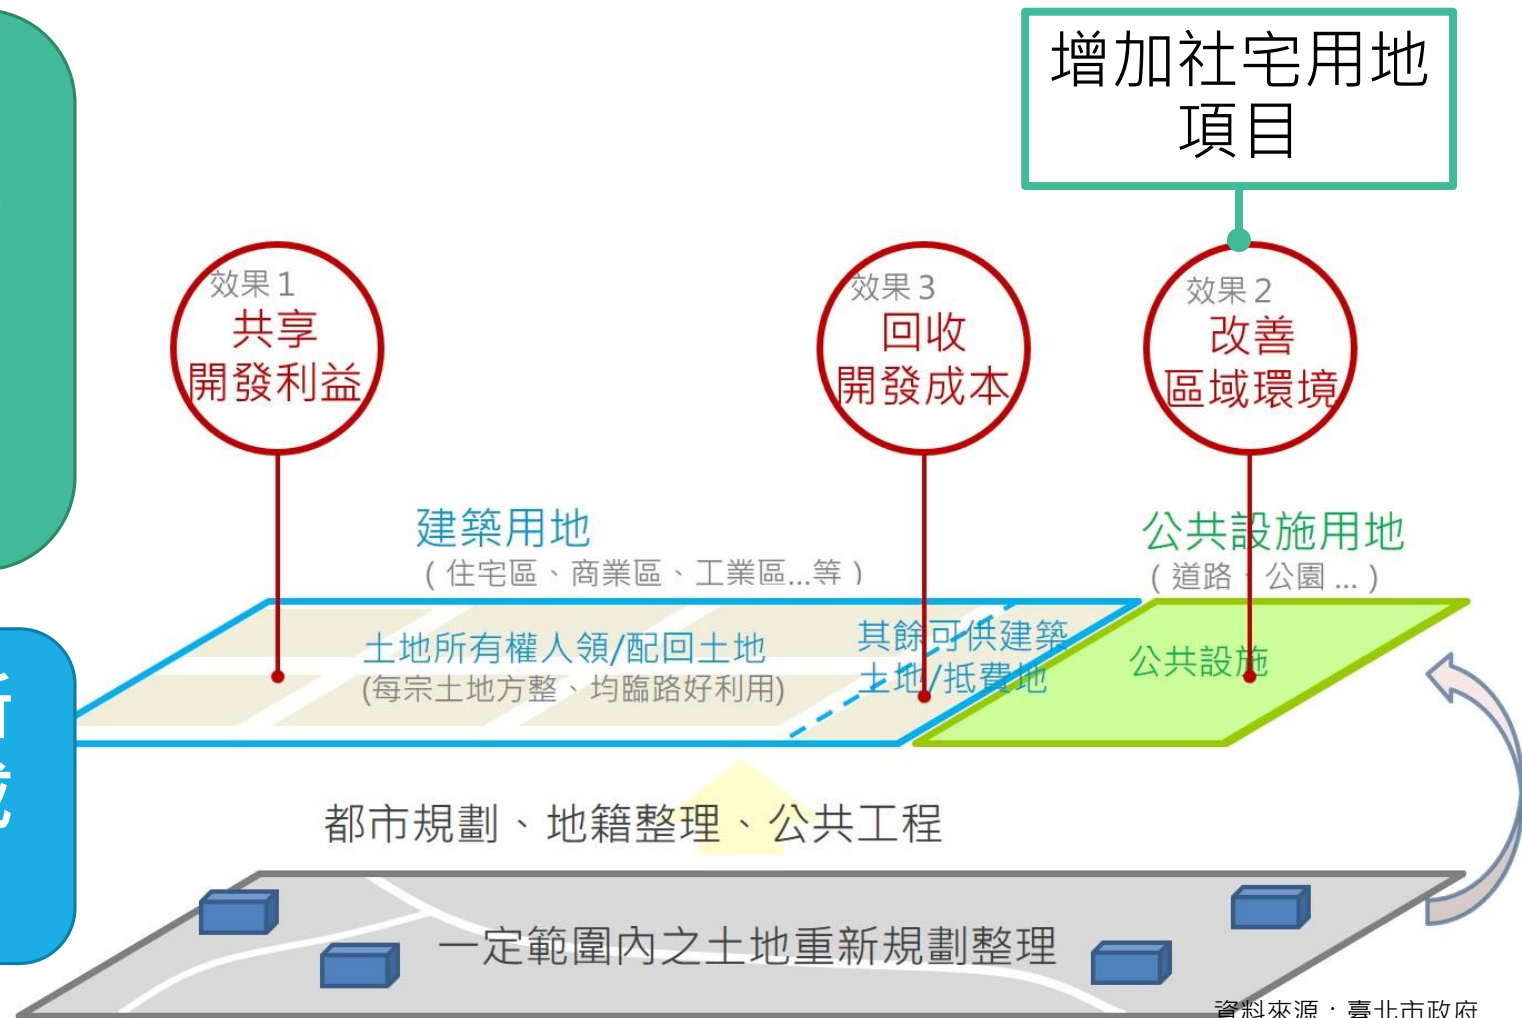 增加社宅用地
項目
效果1
共享
開發利益
效果3
回收
開發成本
效果2
改善
區域環境
建築用地
(住宅區、商業區、工業區...等)
公共設施用地
(道路、公園...)
土地所有權人領/配回土地
(每宗土地方整、均臨路好利用)
其餘可供建築
土地/抵費地
公共設施
都市規劃、地籍整理、公共工程
一定範圍內之土地重新規劃整理
資料來源：臺北市政府